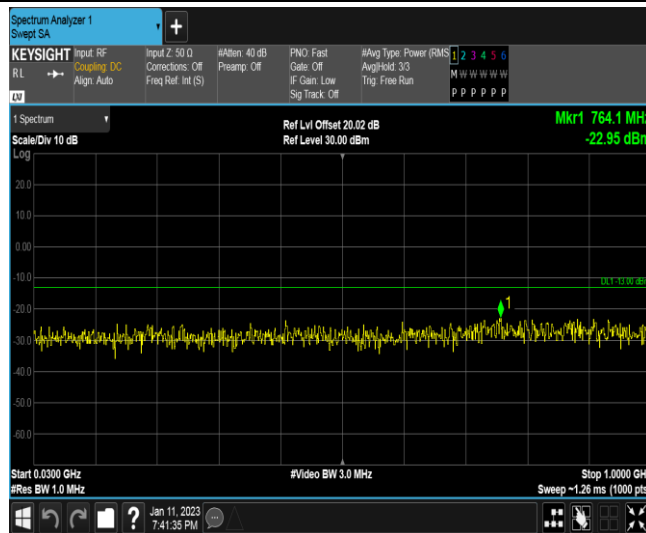 Spectrum Analyzer 1
Swept SA
+
KEYSIGHT
RL
LXI
Input: RF
Coupling: DC
Align: Auto
Input Z: 50 Ω
Corrections: Off
Freq Ref: Int (S)
#Atten: 40 dB
Preamp: Off
PNO: Fast
Gate: Off
IF Gain: Low
Sig Track: Off
#Avg Type: Power (RMS
Avg|Hold: 3/3
Trig: Free Run
1 2 3 4 5 6
M W W W W W
P P P P P P
1 Spectrum
Scale/Div 10 dB
Ref Lvl Offset 20.02 dB
Ref Level 30.00 dBm
Mkr1 764.1 MHz
-22.95 dBm
Log
20.0
10.0
0.00
-10.0
DL1 -13.00 dBm
1
-20.0
-30.0
-40.0
-50.0
-60.0
Start 0.0300 GHz
#Res BW 1.0 MHz
#Video BW 3.0 MHz
Stop 1.0000 GHz
Sweep ~1.26 ms (1000 pts
?
Jan 11, 2023
7:41:35 PM